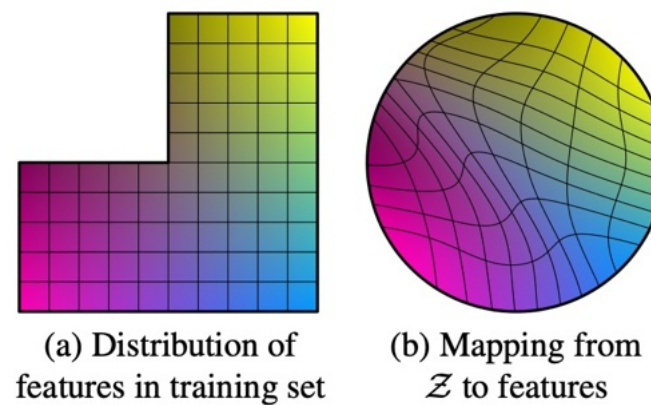 (a) Distribution of
features in training set
(b) Mapping from
𝒵 to features